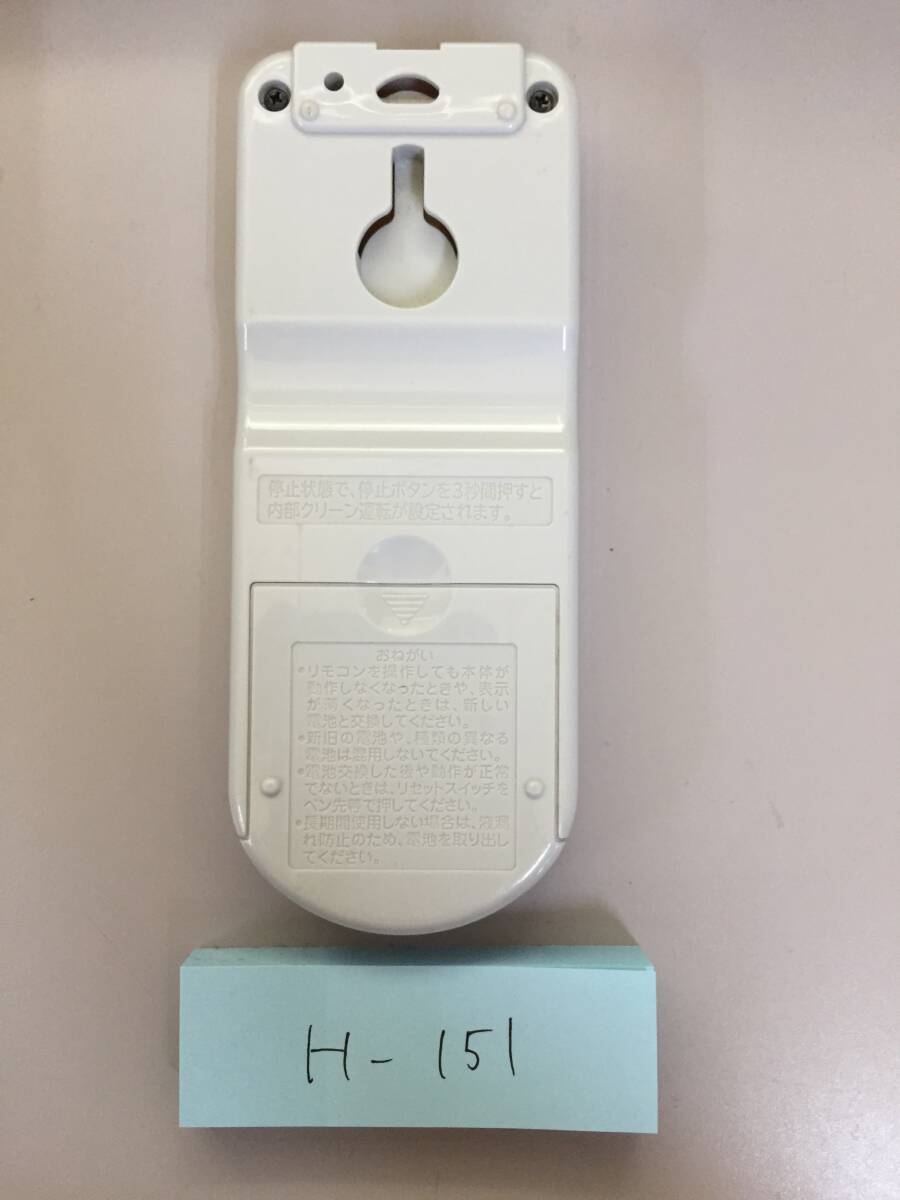 停止状態で、停止ボタンを3秒間押すと
内部クリーン運転が設定されます。
おねがい
•リモコンを操作しても本体が
動作しなくなったときや、表示
が薄くなったときは、新しい
電池と交換してください。
•新旧の電池や、種類の異なる
電池は混用しないでください。
•電池交換した後や動作が正常
でないときは、リセットスイッチを
ペン先等で押してください。
•長期間使用しない場合は、液漏
れ防止のため、電池を取り出し
てください。
H-151